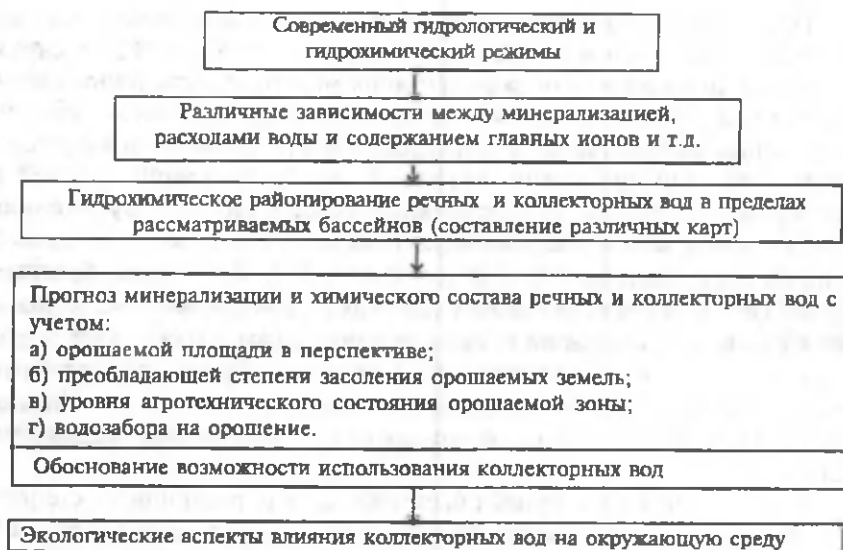 Современный гидрологический и
гидрохимический режимы
Различные зависимости между минерализацией,
расходами воды и содержанием главных ионов и т.д.
Гидрохимическое районирование речных и коллекторных вод в пределах
рассматриваемых бассейнов (составление различных карт)
Прогноз минерализации и химического состава речных и коллекторных вод с
учетом:
а) орошаемой площади в перспективе;
б) преобладающей степени засоления орошаемых земель;
в) уровня агротехнического состояния орошаемой зоны;
г) водозабора на орошение.
Обоснование возможности использования коллекторных вод
Экологические аспекты влияния коллекторных вод на окружающую среду